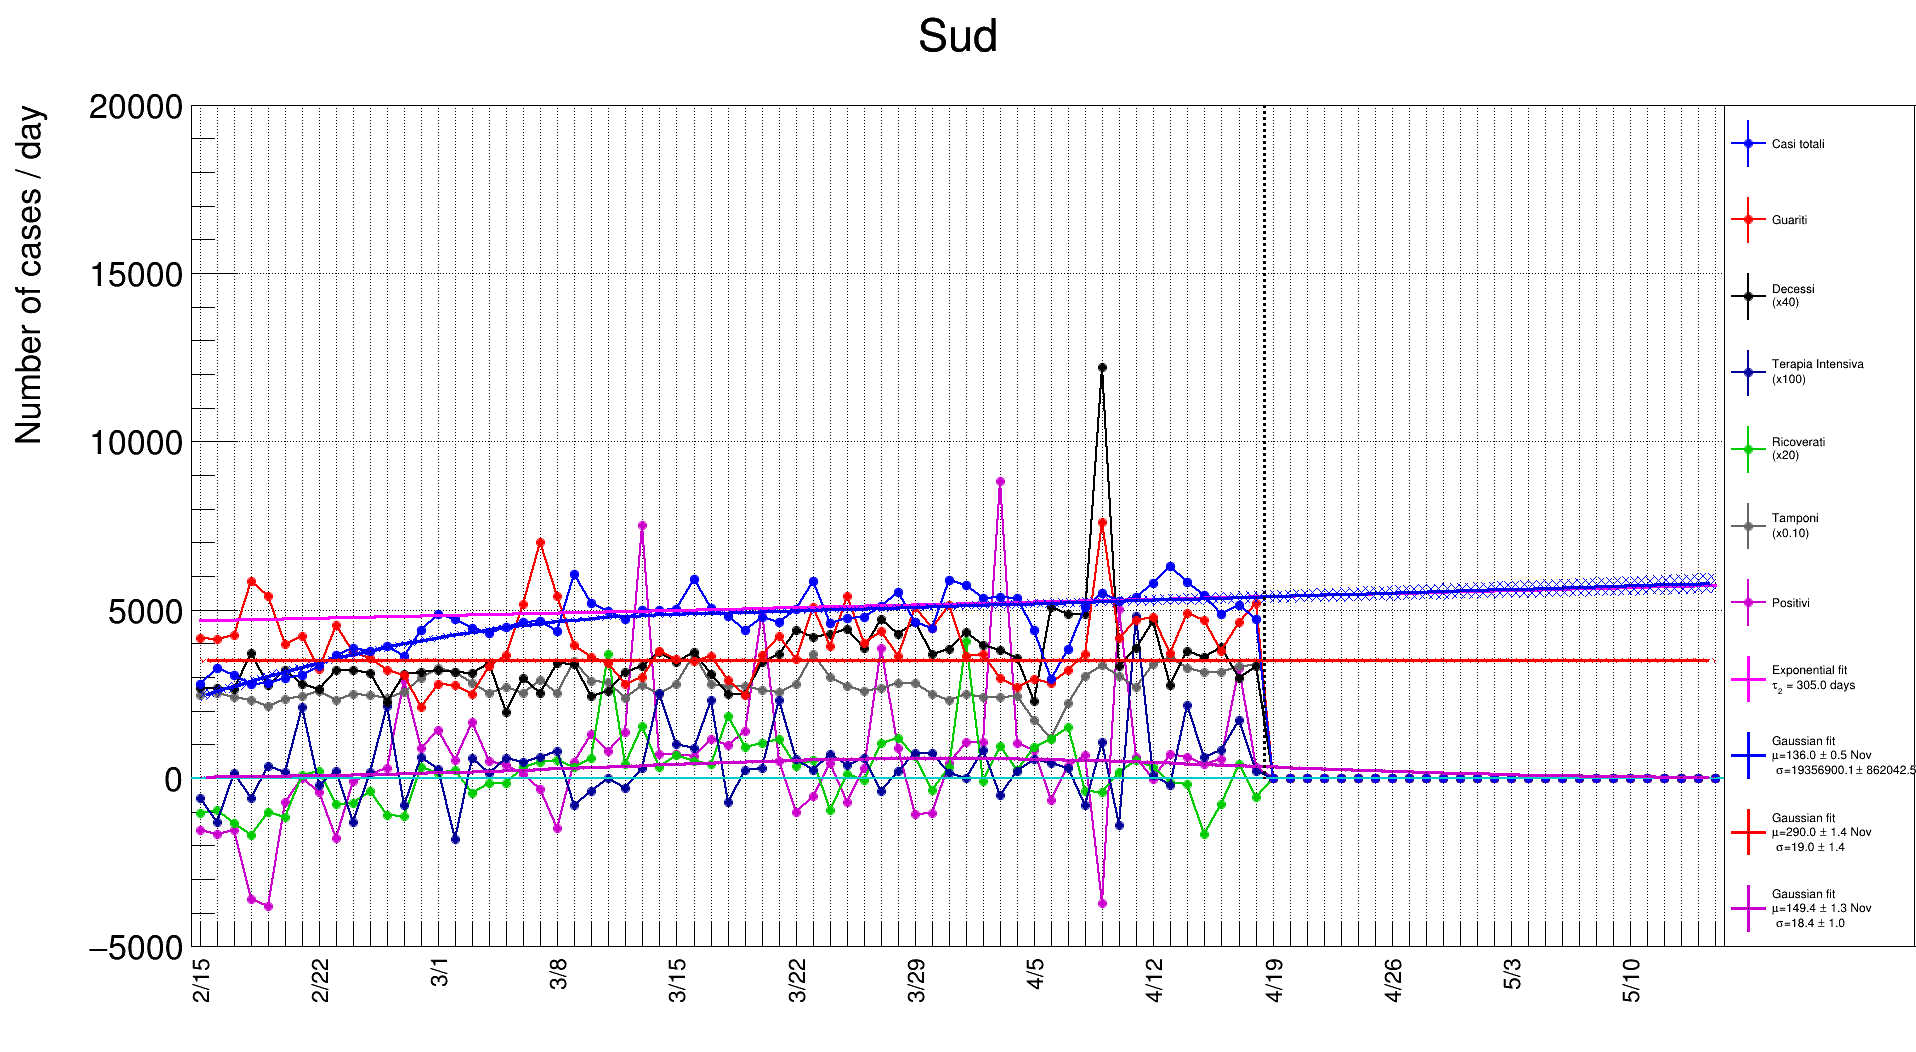 Sud
Number of cases / day
20000
15000
10000
5000
0
−5000
2/15
2/22
3/1
3/8
3/15
3/22
3/29
4/5
4/12
4/19
4/26
5/3
5/10
Casi totali
Guariti
Decessi
(x40)
Terapia Intensiva
(x100)
Ricoverati
(x20)
Tamponi
(x0.10)
Positivi
Exponential fit
τ2 = 305.0 days
Gaussian fit
μ=136.0 ± 0.5 Nov
σ=19356900.1 ± 862042.5
Gaussian fit
μ=290.0 ± 1.4 Nov
σ=19.0 ± 1.4
Gaussian fit
μ=149.4 ± 1.3 Nov
σ=18.4 ± 1.0